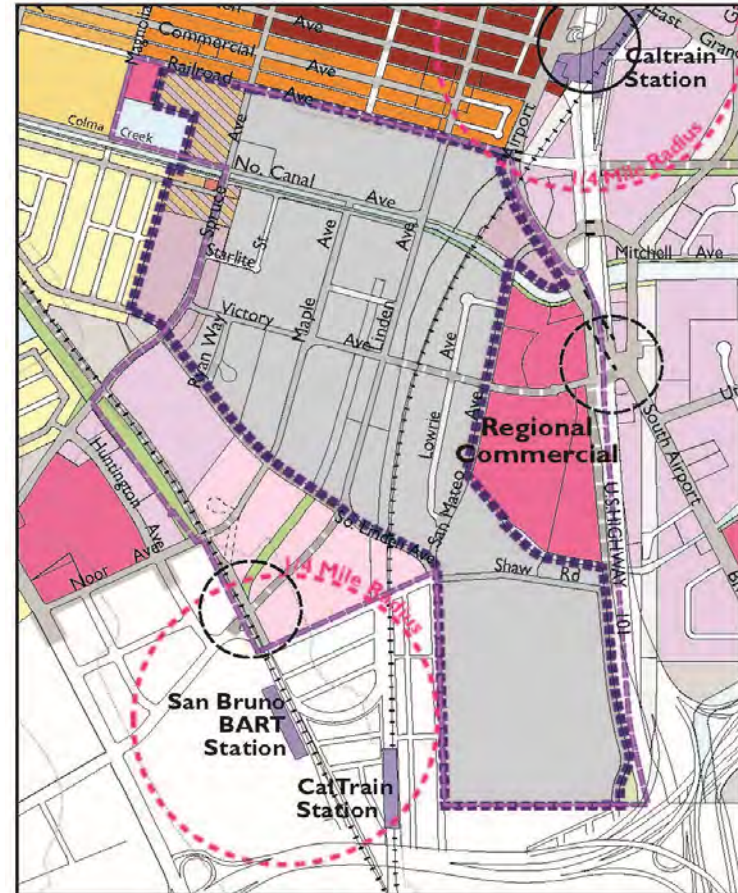 Magnolia
Commercial
Ave
Railroad
Ave
Ave
East
Grand
Caltrain
Station
Airport
1/4 Mile Radius
Colma Creek
No. Canal
Ave
Ave
Spruce
Starlite
St
Ave
Ave
Mitchell Ave
Victory
Ave
Maple
Linden
Ryan Way
Lowrie
Ave
Ave
San Mateo
Regional
Commercial
South Airport
U.S HIGHWAY 101
Huntington
Ave
Noor Ave
So. Linden Ave
Shaw Rd
1/4 Mile Radius
San Bruno
BART
Station
CalTrain
Station